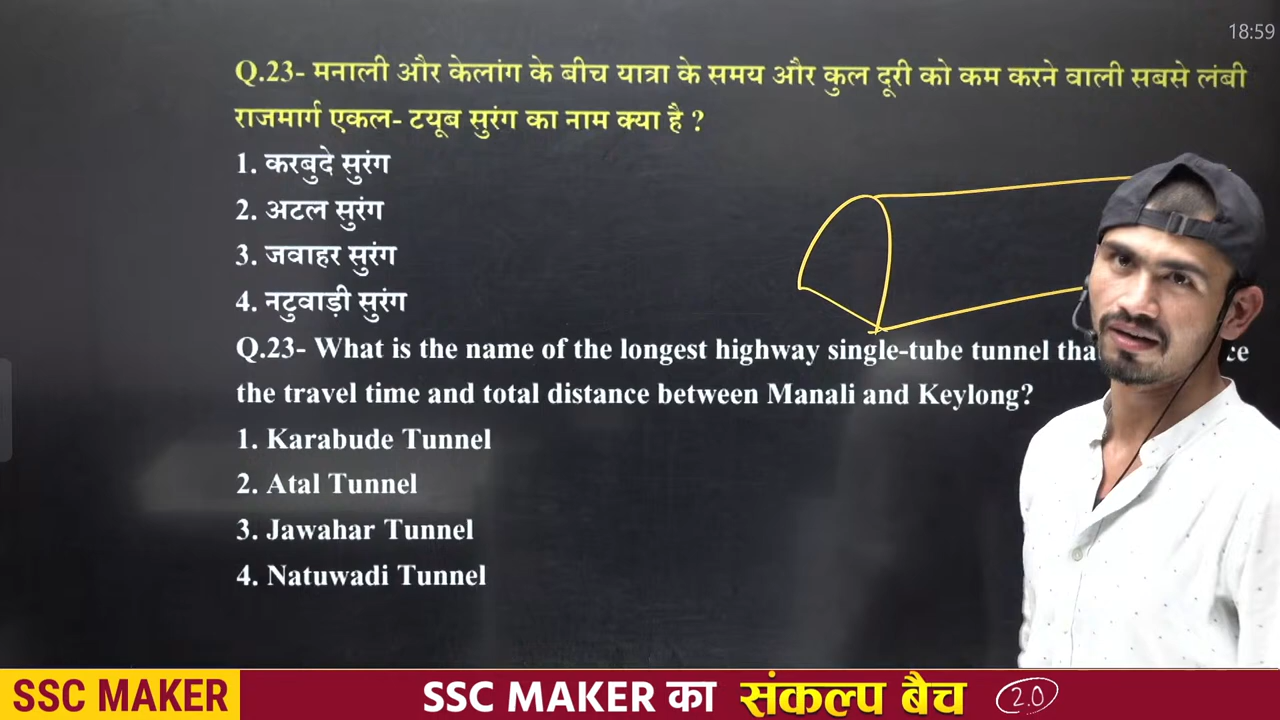 18:59
Q.23- मनाली और केलांग के बीच यात्रा के समय और कुल दूरी को कम करने वाली सबसे लंबी
राजमार्ग एकल- टयूब सुरंग का नाम क्या है ?
1. करबुदे सुरंग
2. अटल सुरंग
3. जवाहर सुरंग
4. नटुवाड़ी सुरंग
Q.23- What is the name of the longest highway single-tube tunnel
the travel time and total distance between Manali and Keylong?
1. Karabude Tunnel
2. Atal Tunnel
3. Jawahar Tunnel
4. Natuwadi Tunnel
SSC MAKER
SSC MAKER का संकल्प बैच 2.0